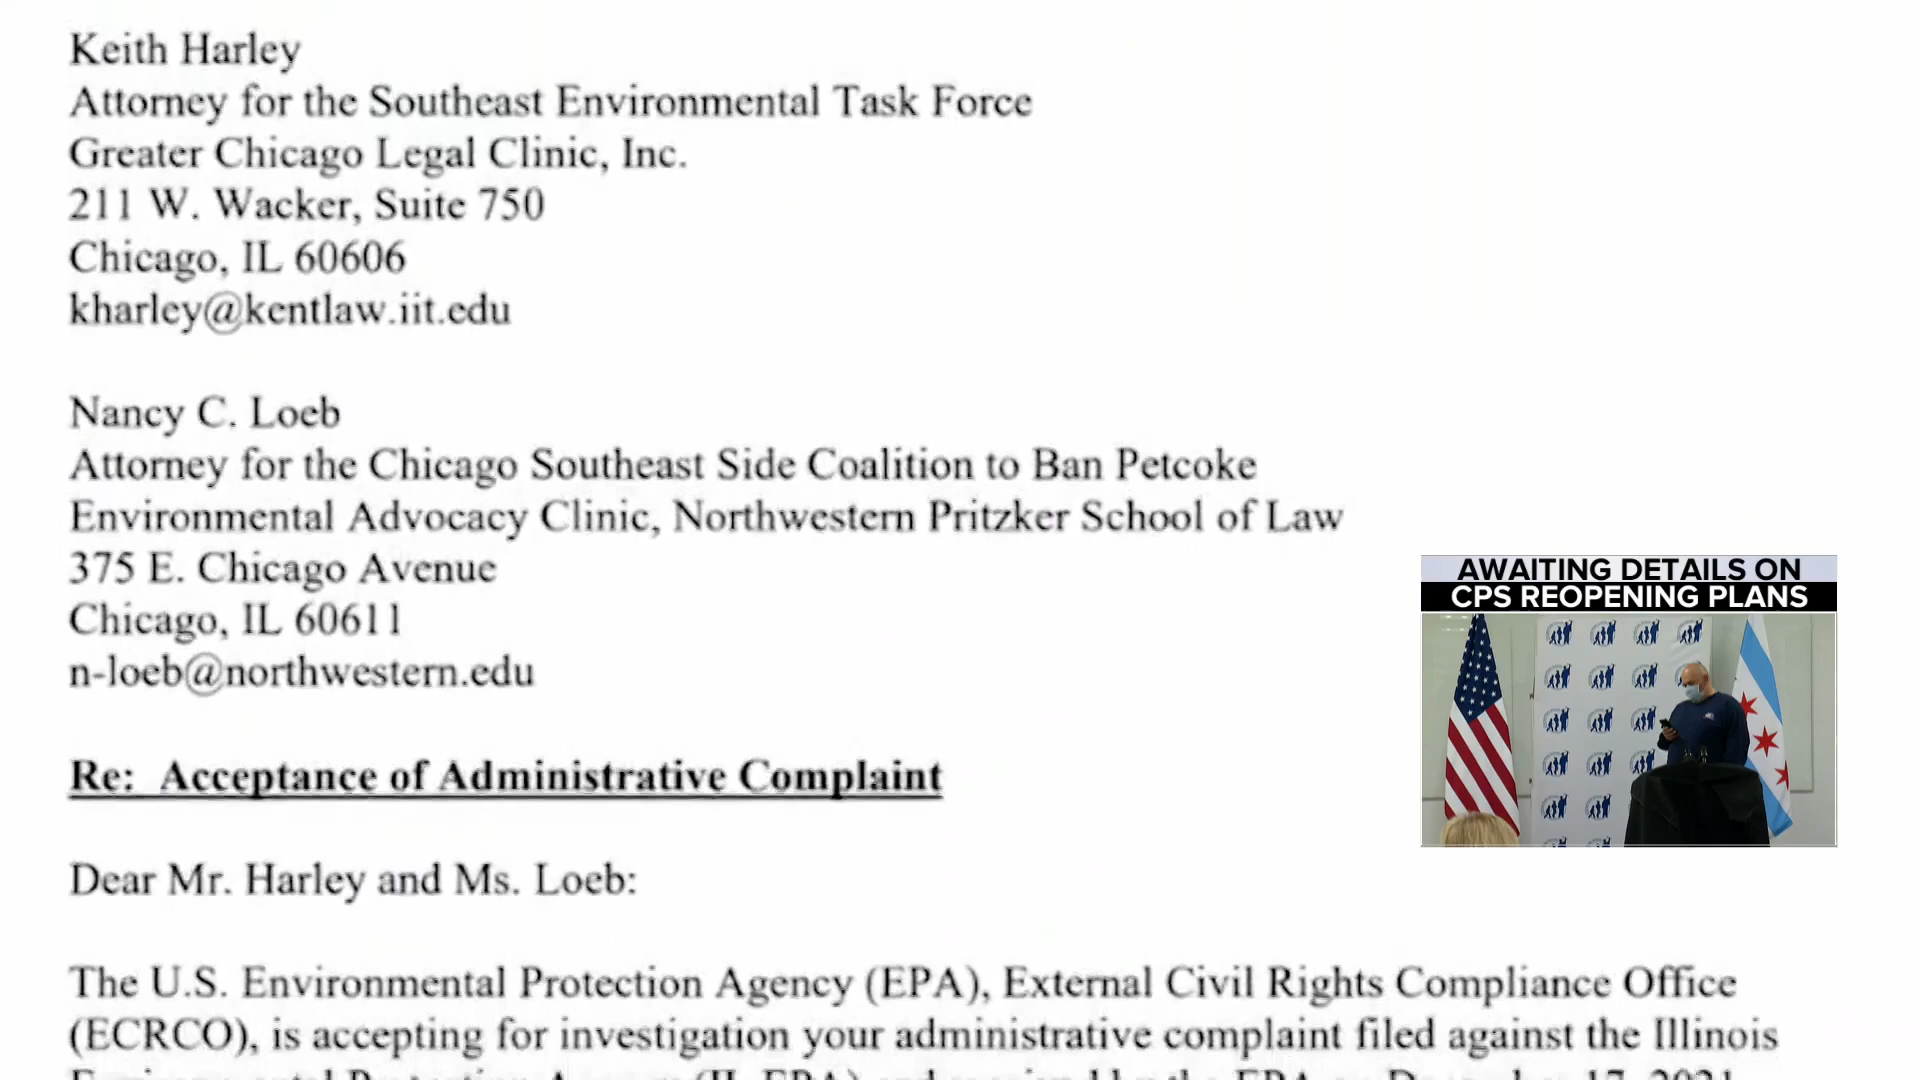 Keith Harley
Attorney for the Southeast Environmental Task Force
Greater Chicago Legal Clinic, Inc.
211 W. Wacker, Suite 750
Chicago, IL 60606
kharley@kentlaw.iit.edu
Nancy C. Loeb
Attorney for the Chicago Southeast Side Coalition to Ban Petcoke
Environmental Advocacy Clinic, Northwestern Pritzker School of Law
375 E. Chicago Avenue
Chicago, IL 60611
n-loeb@northwestern.edu
AWAITING DETAILS ON
CPS REOPENING PLANS
Re: Acceptance of Administrative Complaint
Dear Mr. Harley and Ms. Loeb:
The U.S. Environmental Protection Agency (EPA), External Civil Rights Compliance Office
(ECRCO), is accepting for investigation your administrative complaint filed against the Illinois